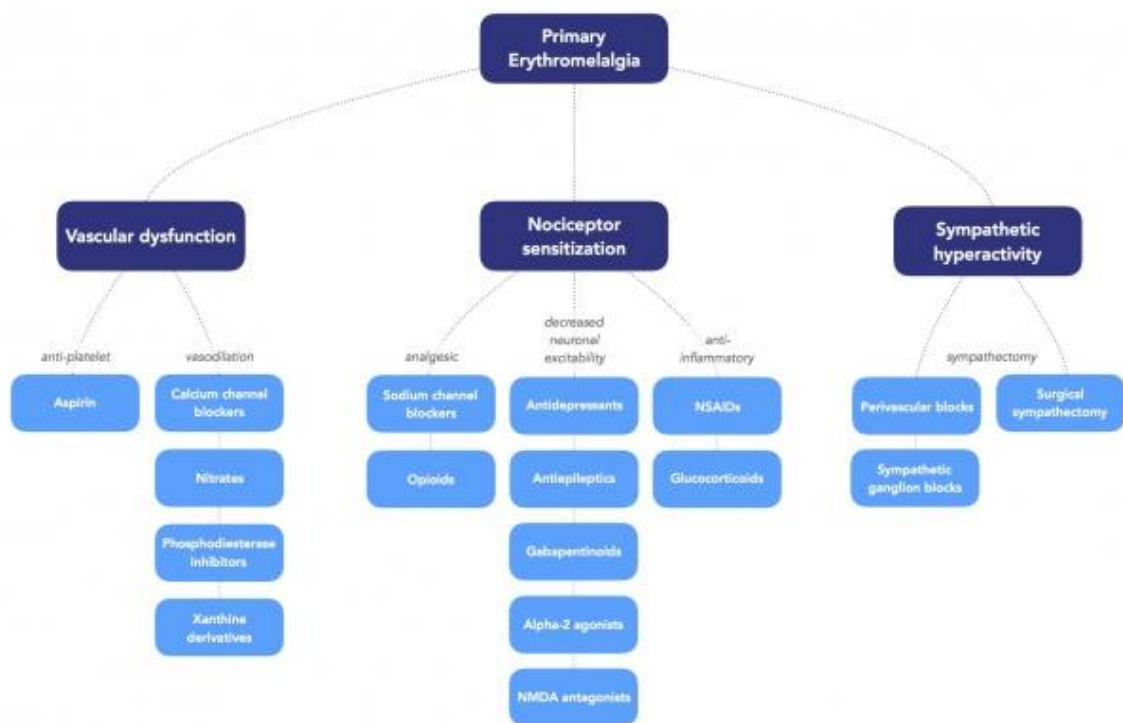 Primary
Erythromelalgia
Vascular dysfunction
Nociceptor
sensitization
Sympathetic
hyperactivity
anti-platelet
vasodilation
analgesic
decreased
neuronal
excitability
anti-
inflammatory
sympathectomy
Aspirin
Calcium channel
blockers
Nitrates
Phosphodiesterase
inhibitors
Xanthine
derivatives
Sodium channel
blockers
Opioids
Antidepressants
Antiepileptics
Gabapentinoids
Alpha-2 agonists
NMDA antagonists
NSAIDs
Glucocorticoids
Perivascular blocks
Sympathetic
ganglion blocks
Surgical
sympathectomy